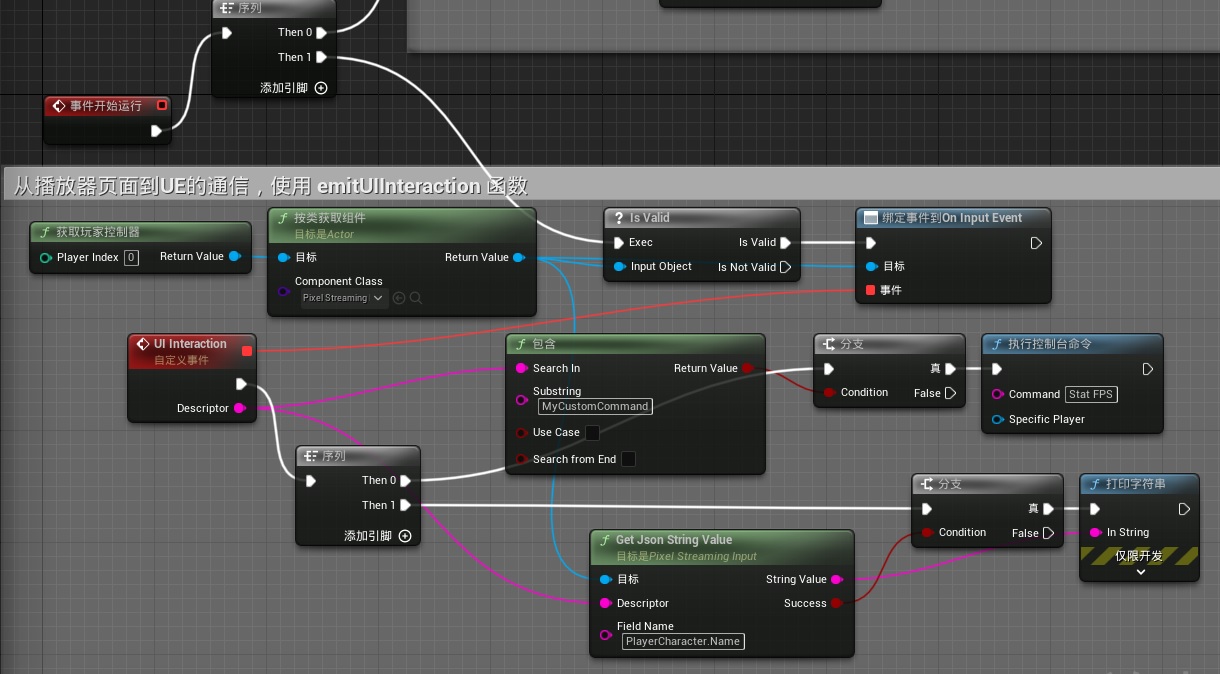 序列
Then 0
Then 1
添加引脚
事件开始运行
从播放器页面到UE的通信，使用 emitUIInteraction 函数
获取玩家控制器
Player Index 0
Return Value
按类获取组件
目标是Actor
目标
Return Value
Component Class
Pixel Streaming
Is Valid
Exec
Is Valid
Input Object
Is Not Valid
绑定事件到On Input Event
目标
事件
UI Interaction
自定义事件
Descriptor
包含
Search In
Return Value
Substring
MyCustomCommand
Use Case
Search from End
分支
真
Condition
False
执行控制台命令
Command Stat FPS
Specific Player
序列
Then 0
Then 1
添加引脚
Get Json String Value
目标是Pixel Streaming Input
目标
String Value
Descriptor
Success
Field Name
PlayerCharacter.Name
分支
真
Condition
False
打印字符串
In String
仅限开发